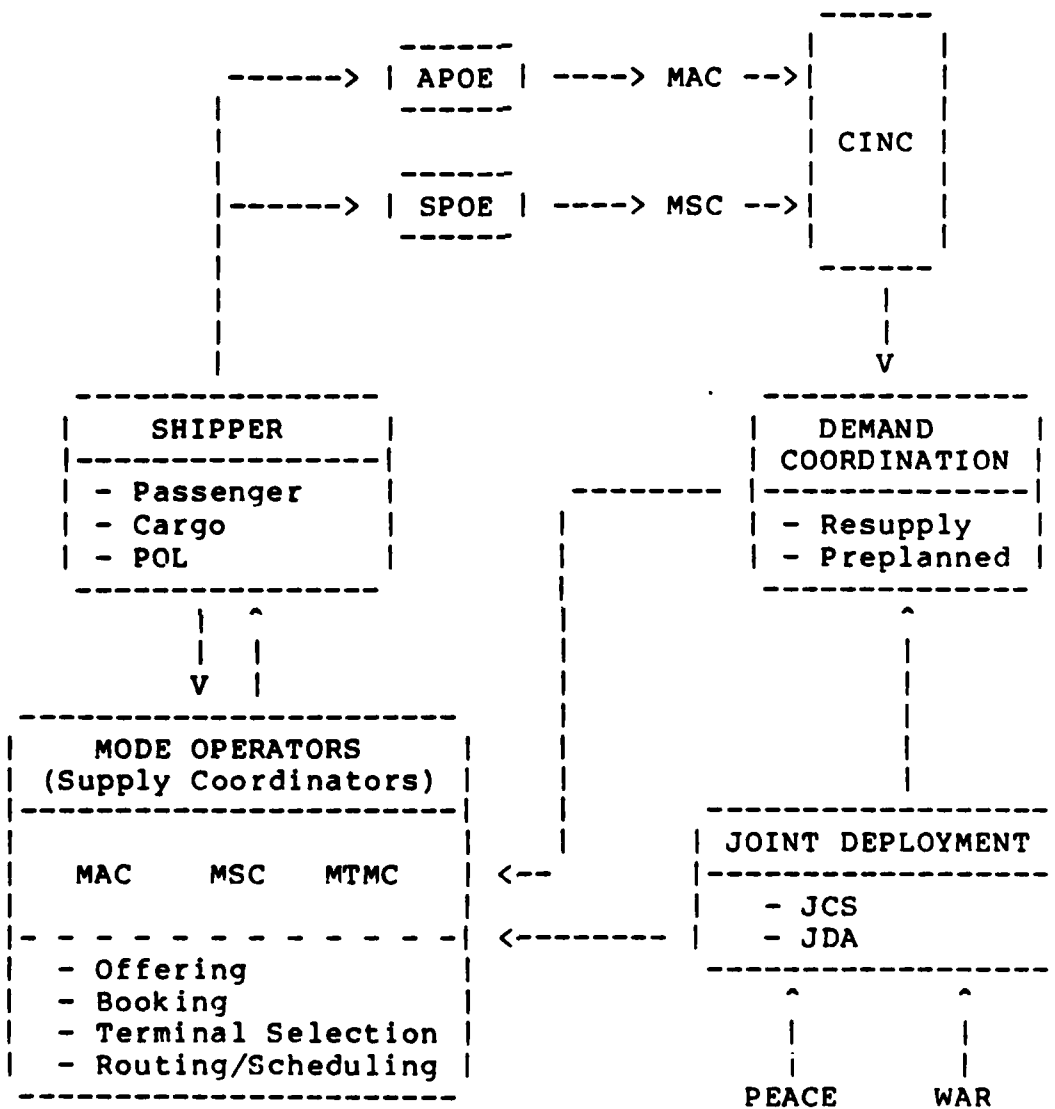 APOE MAC
CINC
SPOE MSC
SHIPPER
- Passenger
- Cargo
- POL
DEMAND
COORDINATION
- Resupply
- Preplanned
MODE OPERATORS
(Supply Coordinators)
MAC MSC MTMC
- Offering
- Booking
- Terminal Selection
- Routing/Scheduling
JOINT DEPLOYMENT
- JCS
- JDA
PEACE WAR